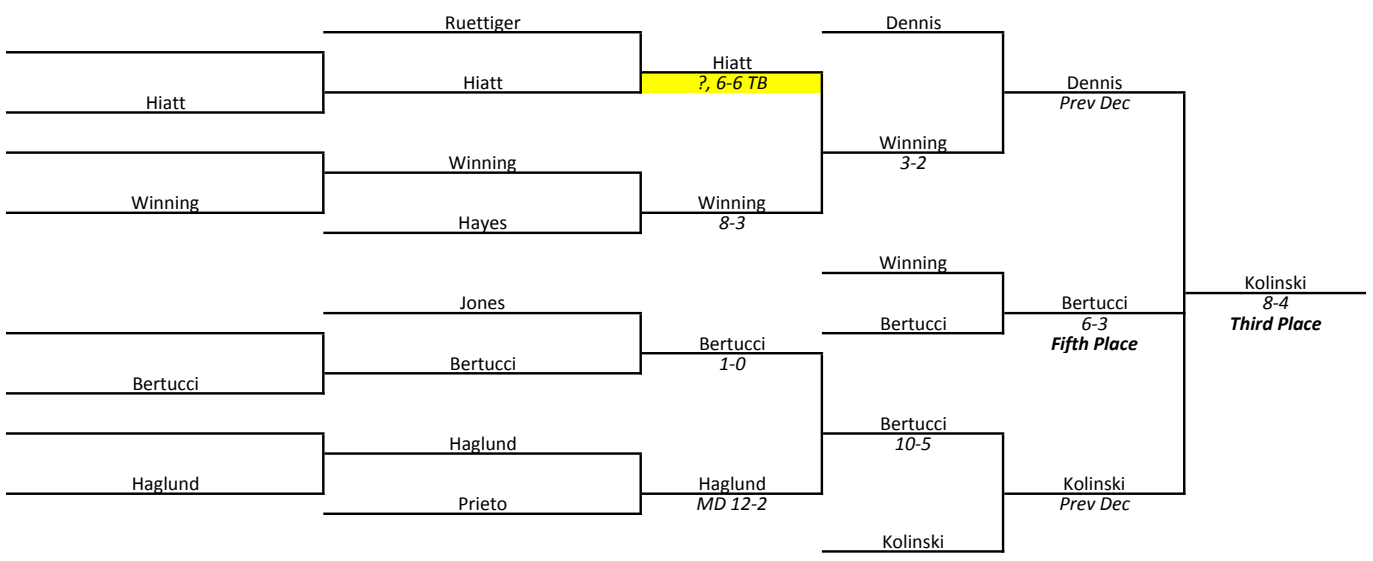 Ruettiger
Dennis
Hiatt
Hiatt
?, 6-6 TB
Dennis
Hiatt
Prev Dec
Winning
3-2
Winning
Winning
Winning
Hayes
8-3
Winning
Kolinski
Jones
Bertucci
8-4
Bertucci
6-3
Third Place
Bertucci
Fifth Place
Bertucci
1-0
Bertucci
Bertucci
Haglund
10-5
Haglund
Haglund
Kolinski
Prieto
MD 12-2
Prev Dec
Kolinski